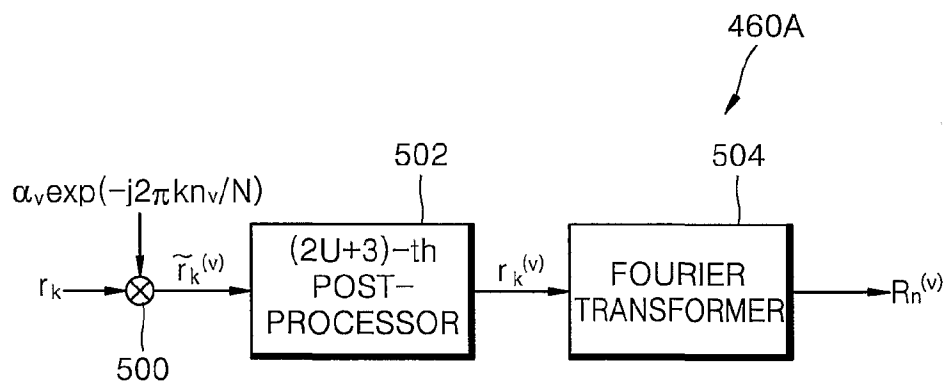 460A
502
504
αᵥexp(-j2πknᵥ/N)
rₖ
r̃ₖ⁽ᵛ⁾
(2U+3)-th
POST-
PROCESSOR
rₖ⁽ᵛ⁾
FOURIER
TRANSFORMER
Rₙ⁽ᵛ⁾
500